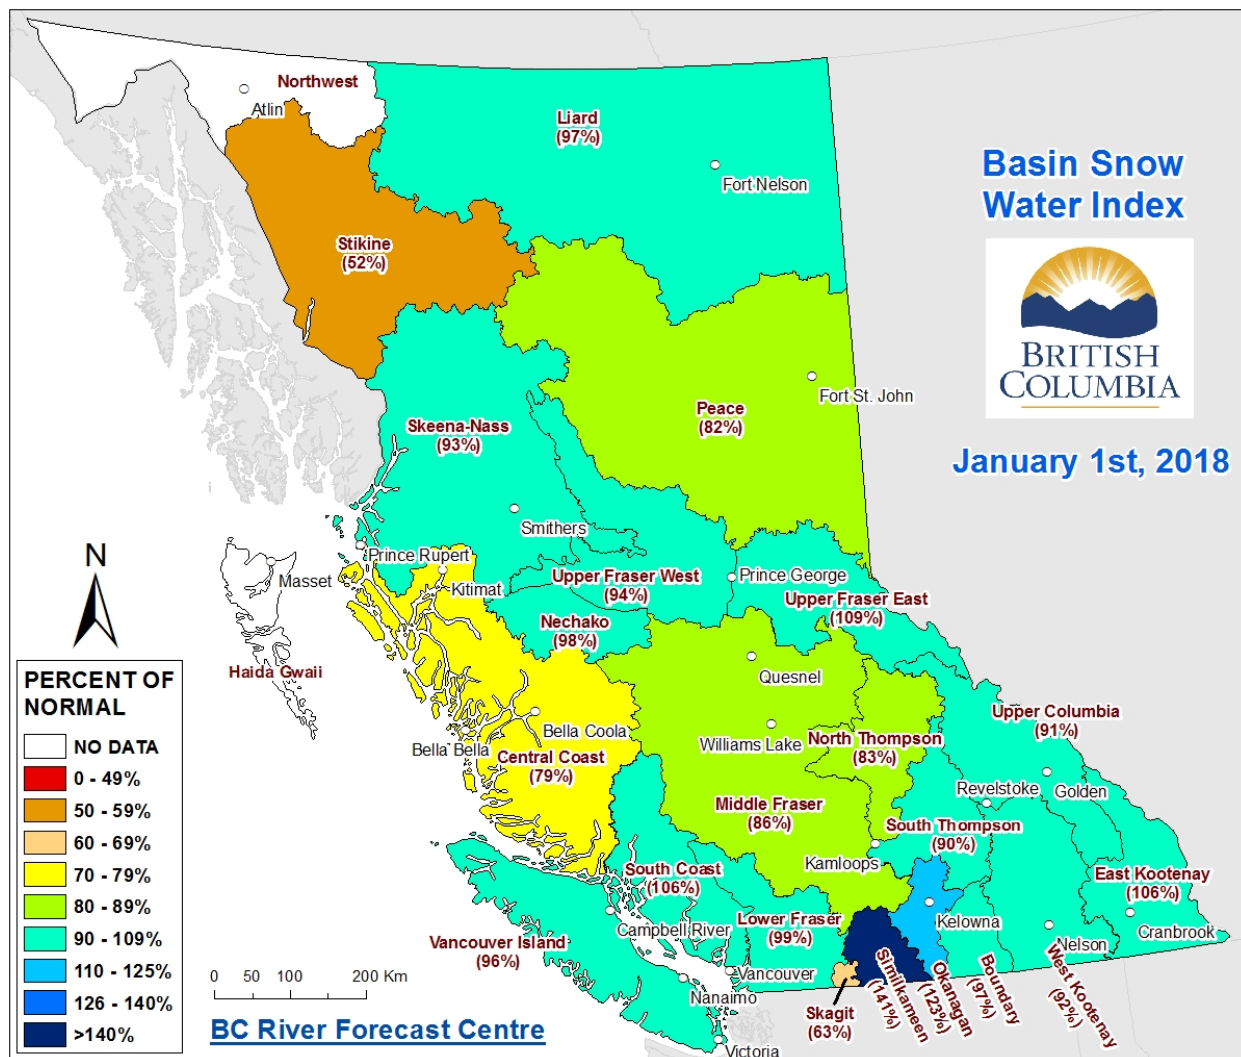 Northwest
Atlin
Liard
(97%)
Fort Nelson
Basin Snow
Water Index
BRITISH
COLUMBIA
January 1st, 2018
Stikine
(52%)
Peace
(82%)
Fort St. John
Skeena-Nass
(93%)
Smithers
Prince Rupert
Masset
Kitimat
Upper Fraser West
(94%)
Prince George
Upper Fraser East
(109%)
Nechako
(98%)
Haida Gwaii
Quesnel
Bella Coola
Bella Bella
Central Coast
(79%)
Williams Lake
North Thompson
(83%)
Upper Columbia
(91%)
Golden
Revelstoke
Middle Fraser
(86%)
South Thompson
(90%)
Kamloops
South Coast
(106%)
East Kootenay
(106%)
Campbell River
Lower Fraser
(99%)
Kelowna
Nelson
Cranbrook
Vancouver Island
(96%)
Vancouver
Nanaimo
Victoria
Skagit
(63%)
Similkameen
(141%)
Okanagan
(123%)
Boundary
(97%)
West Kootenay
(92%)
N
PERCENT OF
NORMAL
NO DATA
0 - 49%
50 - 59%
60 - 69%
70 - 79%
80 - 89%
90 - 109%
110 - 125%
126 - 140%
>140%
0 50 100 200 Km
BC River Forecast Centre